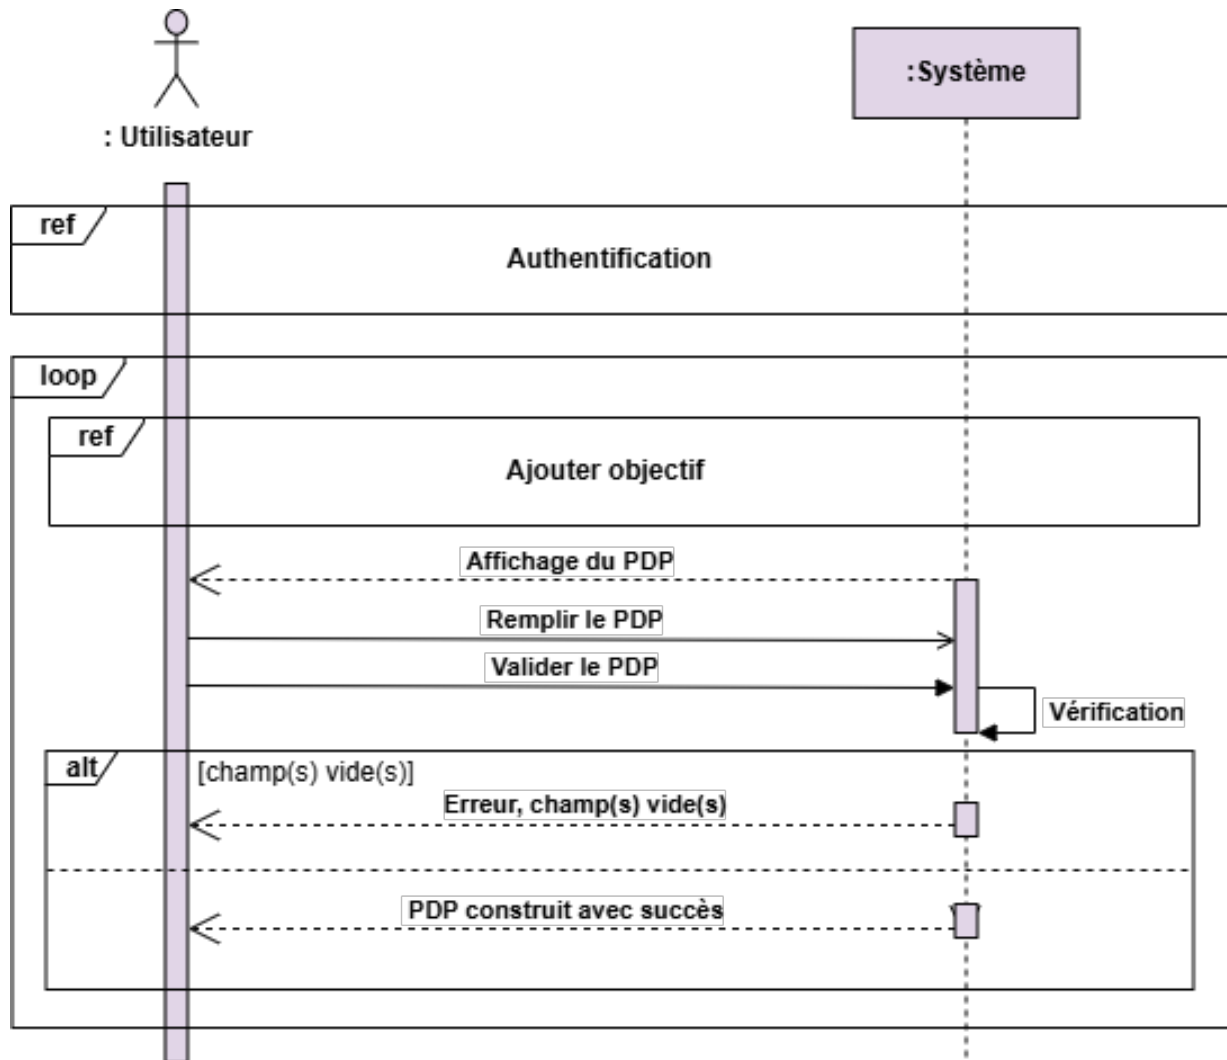 :Système
: Utilisateur
ref
Authentification
loop
ref
Ajouter objectif
Affichage du PDP
Remplir le PDP
Valider le PDP
Vérification
alt
[champ(s) vide(s)]
Erreur, champ(s) vide(s)
PDP construit avec succès